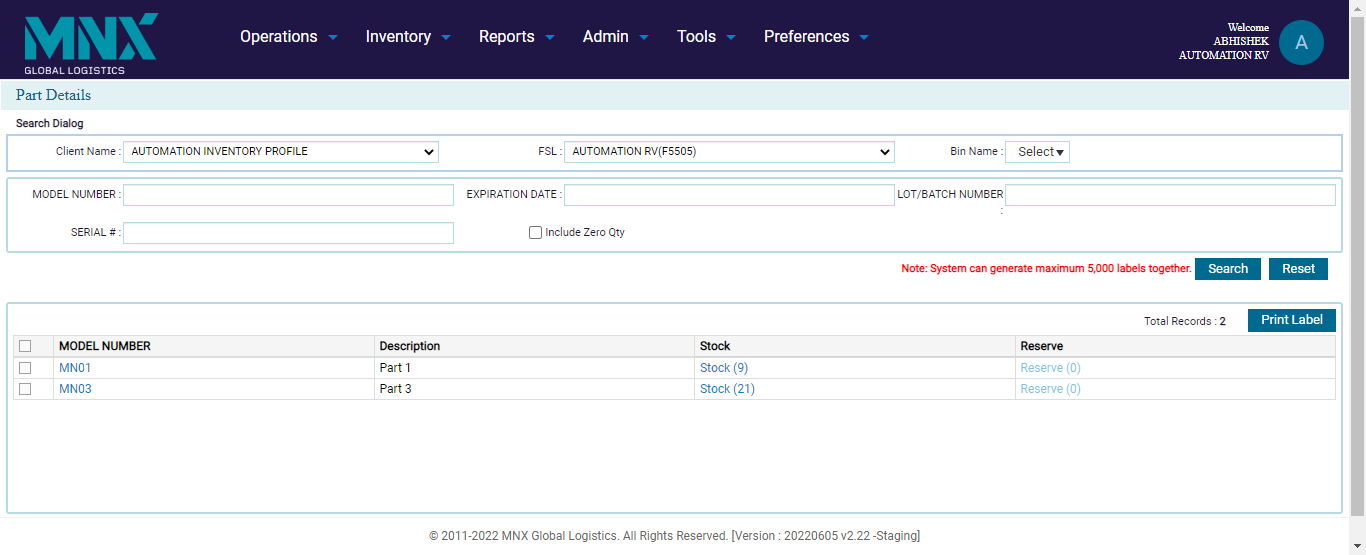 MNX
GLOBAL LOGISTICS
Operations Inventory Reports Admin Tools Preferences
Welcome
ABHISHEK
AUTOMATION RV
A
Part Details
Search Dialog
Client Name : AUTOMATION INVENTORY PROFILE FSL : AUTOMATION RV(F5505) Bin Name : Select
MODEL NUMBER : EXPIRATION DATE : LOT/BATCH NUMBER :
SERIAL # : Include Zero Qty
Note: System can generate maximum 5,000 labels together. Search Reset
Total Records : 2 Print Label
MODEL NUMBER Description Stock Reserve
MN01 Part 1 Stock (9) Reserve (0)
MN03 Part 3 Stock (21) Reserve (0)
© 2011-2022 MNX Global Logistics. All Rights Reserved. [Version : 20220605 v2.22 -Staging]